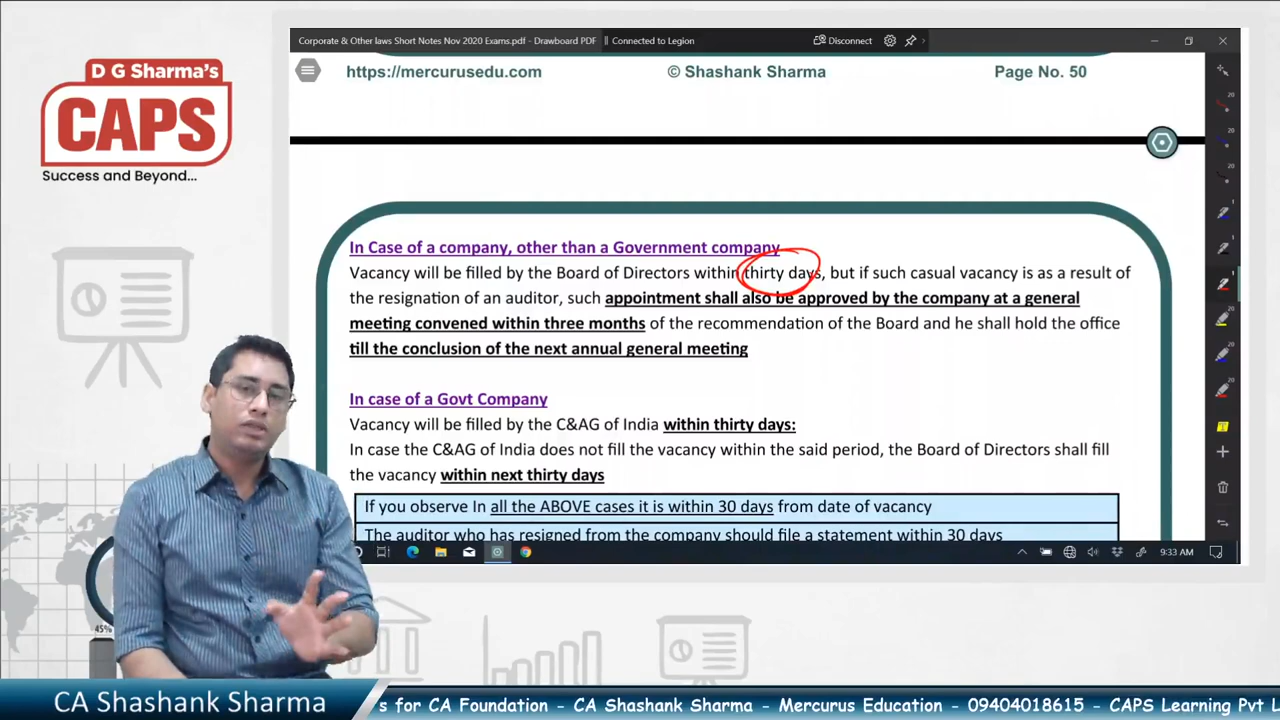 D G Sharma's
CAPS
Success and Beyond...
Corporate & Other laws Short Notes Nov 2020 Exams.pdf - Drawboard PDF
Connected to Legion
Disconnect
https://mercurusedu.com
© Shashank Sharma
Page No. 50
In Case of a company, other than a Government company
Vacancy will be filled by the Board of Directors within thirty days, but if such casual vacancy is as a result of
the resignation of an auditor, such appointment shall also be approved by the company at a general
meeting convened within three months of the recommendation of the Board and he shall hold the office
till the conclusion of the next annual general meeting
In case of a Govt Company
Vacancy will be filled by the C&AG of India within thirty days:
In case the C&AG of India does not fill the vacancy within the said period, the Board of Directors shall fill
the vacancy within next thirty days
If you observe In all the ABOVE cases it is within 30 days from date of vacancy
The auditor who has resigned from the company should file a statement within 30 days
9:33 AM
45%
CA Shashank Sharma
s for CA Foundation - CA Shashank Sharma - Mercurus Education - 09404018615 - CAPS Learning Pvt L